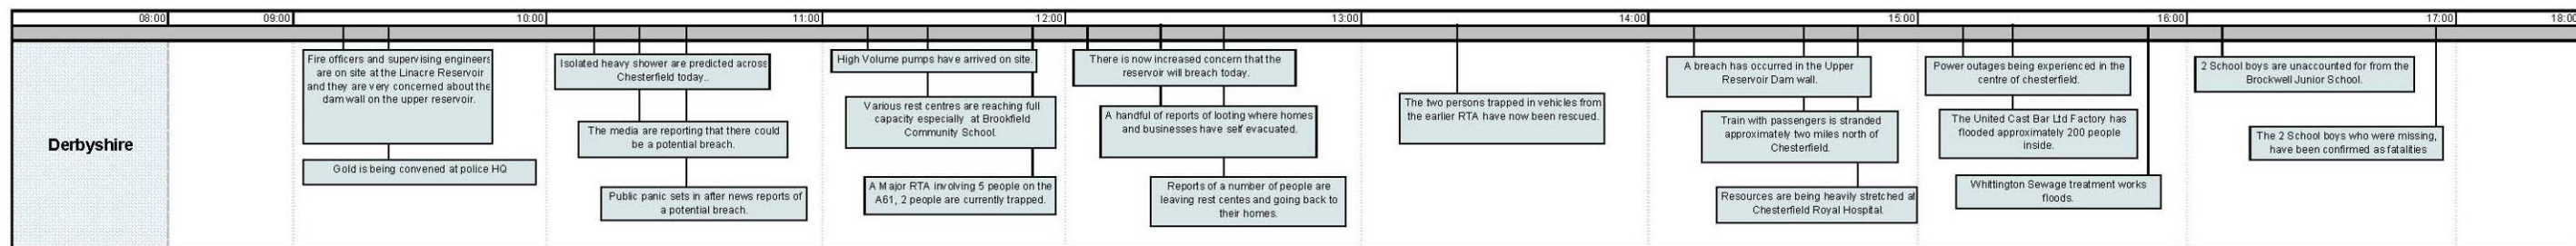 08:00
09:00
10:00
11:00
12:00
13:00
14:00
15:00
16:00
17:00
18:00
Derbyshire
Fire officers and supervising engineers
are on site at the Linacre Reservoir
and they are very concerned about the
dam wall on the upper reservoir.
Gold is being convened at police HQ
Isolated heavy shower are predicted across
Chesterfield today..
The media are reporting that there could
be a potential breach.
Public panic sets in after news reports of
a potential breach.
High Volume pumps have arrived on site.
Various rest centres are reaching full
capacity especially at Brookfield
Community School.
A Major RTA involving 5 people on the
A61, 2 people are currently trapped.
There is now increased concern that the
reservoir will breach today.
A handful of reports of looting where homes
and businesses have self evacuated.
Reports of a number of people are
leaving rest centes and going back to
their homes.
The two persons trapped in vehicles from
the earlier RTA have now been rescued.
A breach has occurred in the Upper
Reservoir Dam wall.
Train with passengers is stranded
approximately two miles north of
Chesterfield.
Resources are being heavily stretched at
Chesterfield Royal Hospital.
Power outages being experienced in the
centre of chesterfield.
The United Cast Bar Ltd Factory has
flooded approximately 200 people
inside.
Whittington Sewage treatment works
floods.
2 School boys are unaccounted for from the
Brockwell Junior School.
The 2 School boys who were missing,
have been confirmed as fatalities